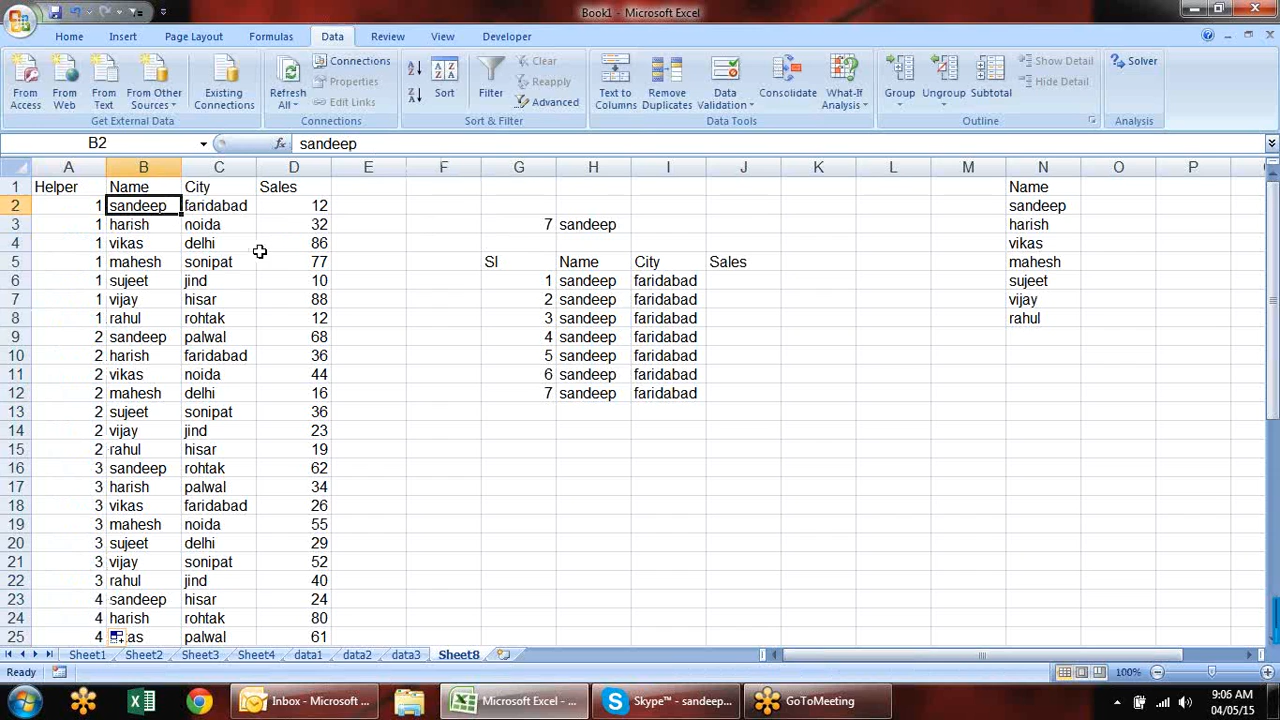 Book1 - Microsoft Excel
Home Insert Page Layout Formulas Data Review View Developer
From Access
From Web
From Text
From Other Sources
Existing Connections
Get External Data
Refresh All
Connections
Properties
Edit Links
Connections
Sort
Filter
Clear
Reapply
Advanced
Sort & Filter
Text to Columns
Remove Duplicates
Data Validation
Consolidate
What-If Analysis
Data Tools
Group
Ungroup
Subtotal
Show Detail
Hide Detail
Outline
Solver
Analysis
B2 fx sandeep
A B C D E F G H I J K L M N O P
1 Helper Name City Sales Name
2 1 sandeep faridabad 12 sandeep
3 1 harish noida 32 7 sandeep harish
4 1 vikas delhi 86 vikas
5 1 mahesh sonipat 77 Sl Name City Sales mahesh
6 1 sujeet jind 10 1 sandeep faridabad sujeet
7 1 vijay hisar 88 2 sandeep faridabad vijay
8 1 rahul rohtak 12 3 sandeep faridabad rahul
9 2 sandeep palwal 68 4 sandeep faridabad
10 2 harish faridabad 36 5 sandeep faridabad
11 2 vikas noida 44 6 sandeep faridabad
12 2 mahesh delhi 16 7 sandeep faridabad
13 2 sujeet sonipat 36
14 2 vijay jind 23
15 2 rahul hisar 19
16 3 sandeep rohtak 62
17 3 harish palwal 34
18 3 vikas faridabad 26
19 3 mahesh noida 55
20 3 sujeet delhi 29
21 3 vijay sonipat 52
22 3 rahul jind 40
23 4 sandeep hisar 24
24 4 harish rohtak 80
25 4 as palwal 61
Sheet1 Sheet2 Sheet3 Sheet4 data1 data2 data3 Sheet8
Ready 100%
Inbox - Microsoft ... Microsoft Excel - ... Skype™ - sandeep... GoToMeeting
9:06 AM
04/05/15